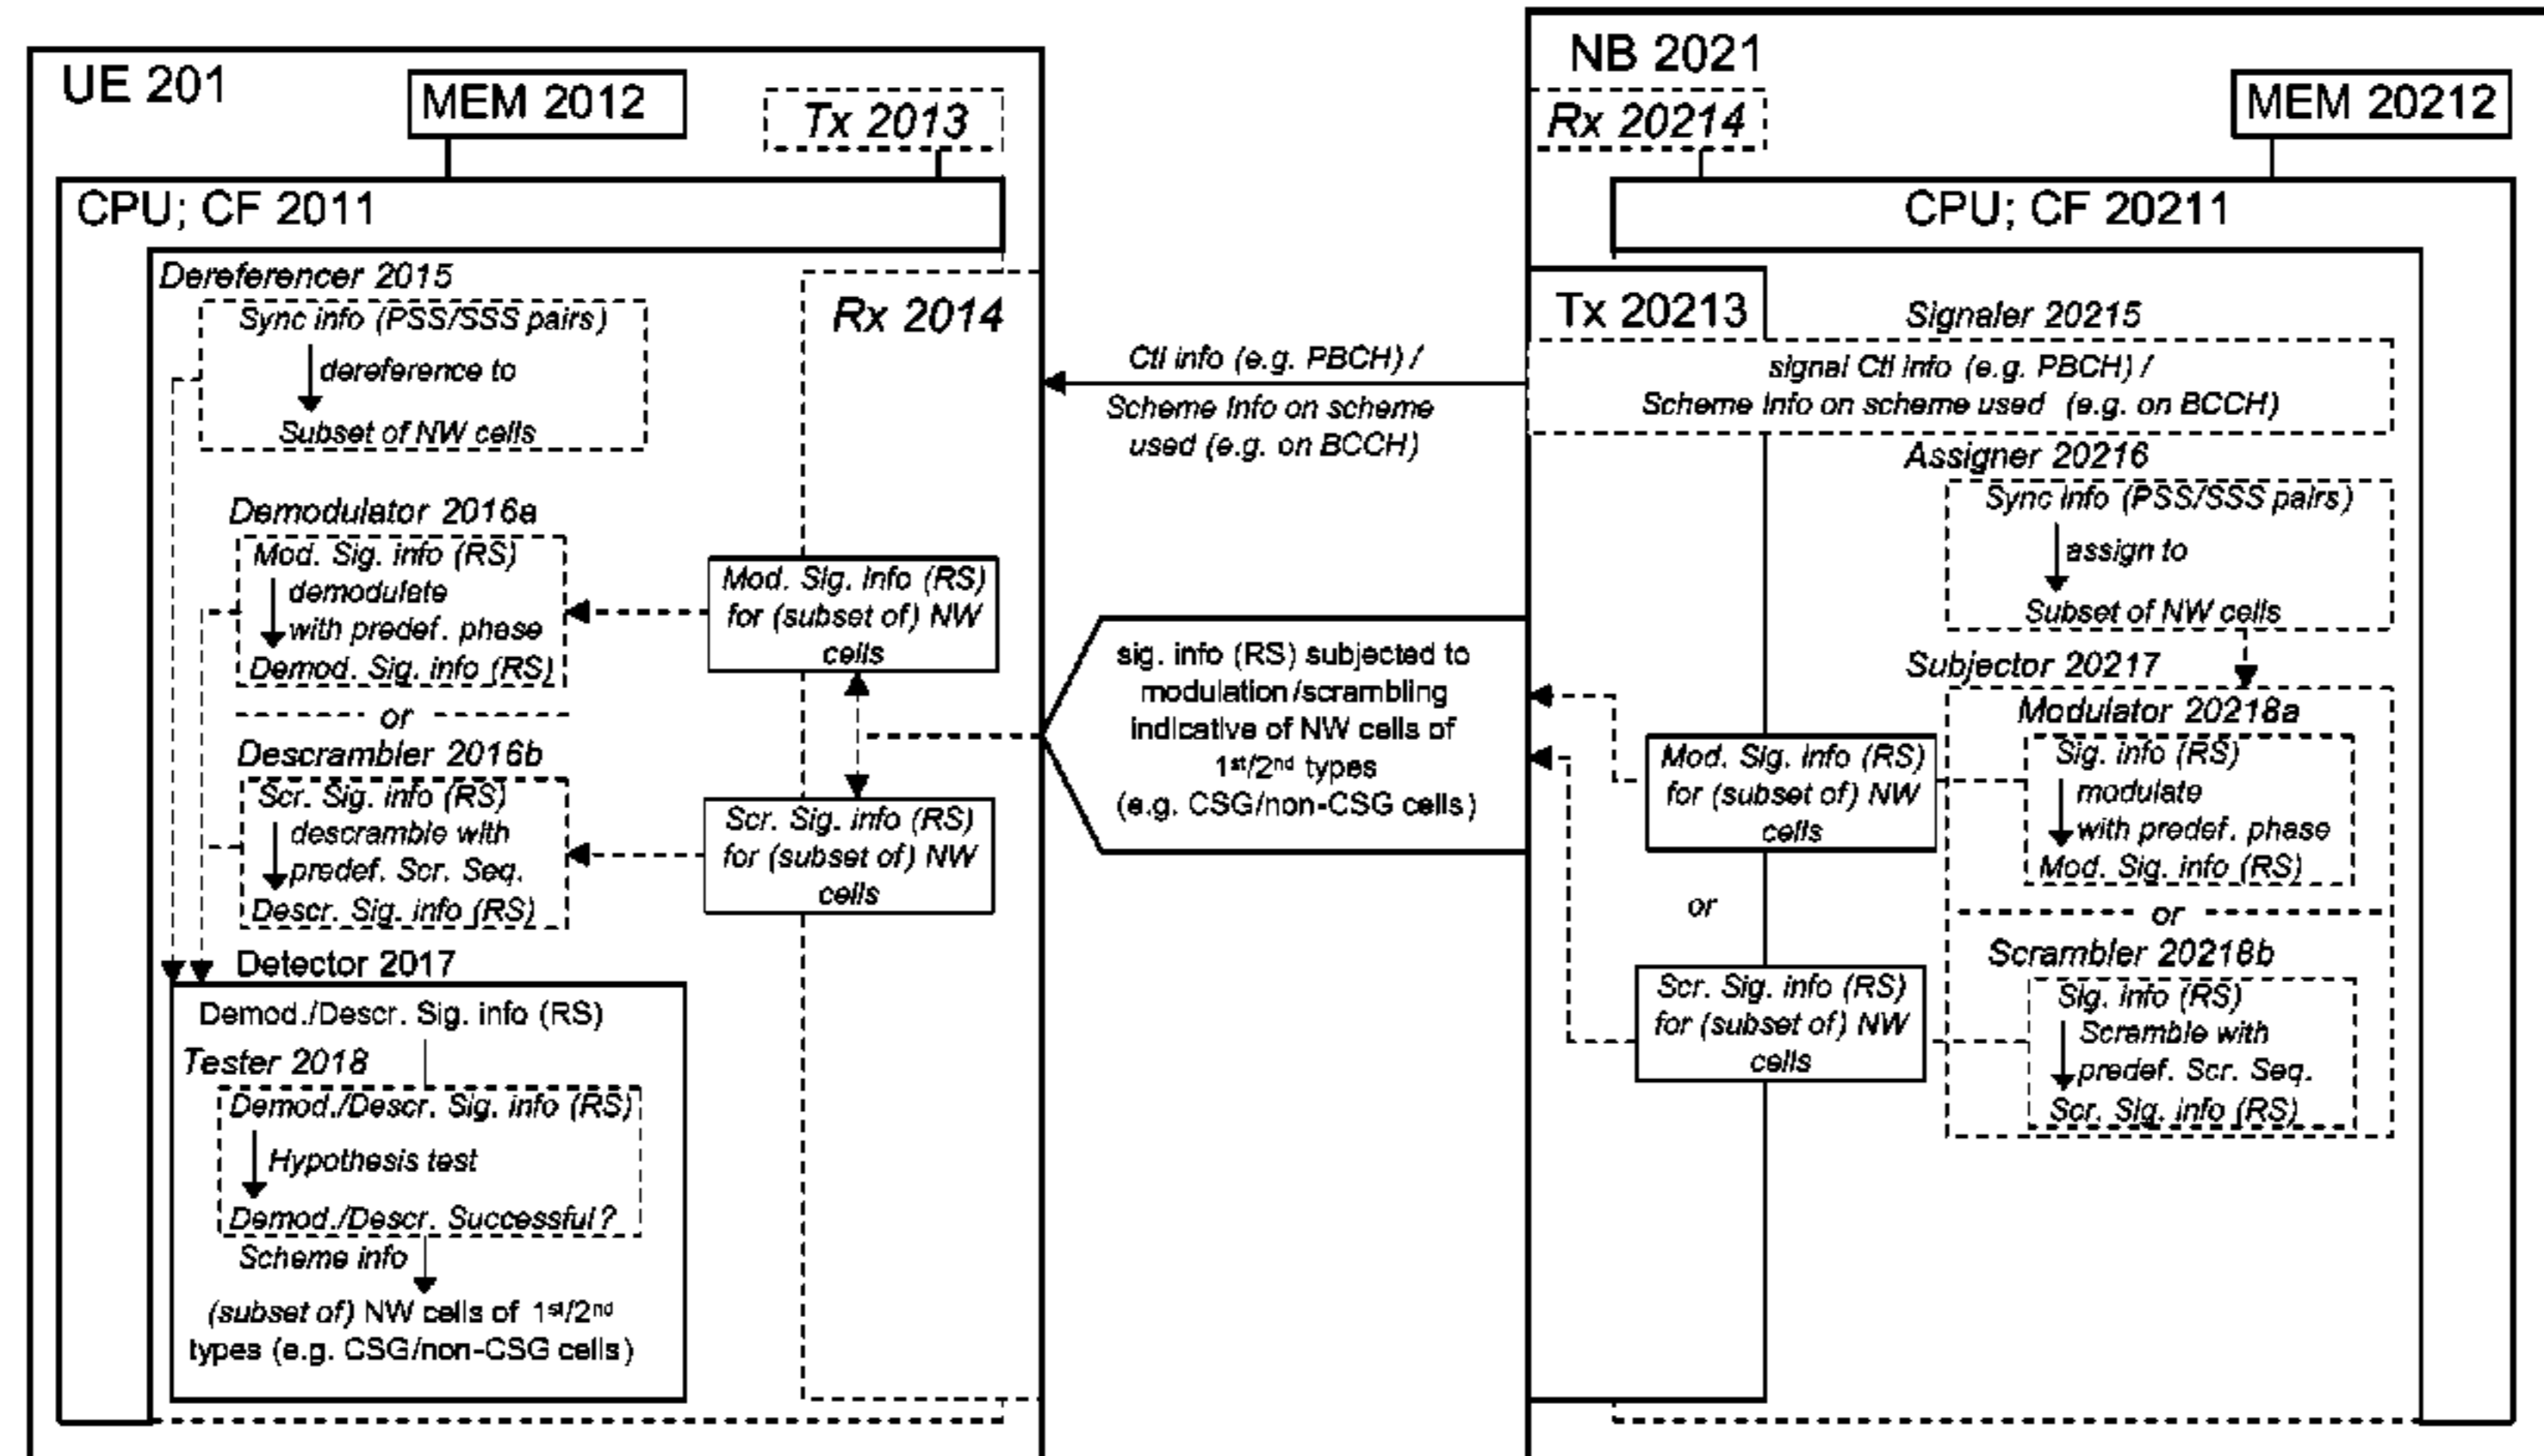 UE 201
MEM 2012
Tx 2013
CPU; CF 2011
Dereferencer 2015
Sync info (PSS/SSS pairs)
dereference to
Subset of NW cells
Rx 2014
Demodulator 2016a
Mod. Sig. info (RS)
demodulate
with predef. phase
Demod. Sig. info (RS)
or
Descrambler 2016b
Scr. Sig. info (RS)
descramble with
predef. Scr. Seq.
Descr. Sig. info (RS)
Mod. Sig. info (RS)
for (subset of) NW
cells
Scr. Sig. info (RS)
for (subset of) NW
cells
Detector 2017
Demod./Descr. Sig. info (RS)
Tester 2018
Demod./Descr. Sig. info (RS)
Hypothesis test
Demod./Descr. Successful?
Scheme info
(subset of) NW cells of 1st/2nd
types (e.g. CSG/non-CSG cells)
Ctl info (e.g. PBCH) /
Scheme Info on scheme
used (e.g. on BCCH)
sig. info (RS) subjected to
modulation/scrambling
indicative of NW cells of
1st/2nd types
(e.g. CSG/non-CSG cells)
NB 2021
Rx 20214
MEM 20212
CPU; CF 20211
Tx 20213
Signaler 20215
signal Ctl info (e.g. PBCH) /
Scheme Info on scheme used (e.g. on BCCH)
Assigner 20216
Sync info (PSS/SSS pairs)
assign to
Subset of NW cells
Subjector 20217
Modulator 20218a
Sig. info (RS)
modulate
with predef. phase
Mod. Sig. info (RS)
Mod. Sig. info (RS)
for (subset of) NW
cells
or
or
Scrambler 20218b
Sig. info (RS)
Scramble with
predef. Scr. Seq.
Scr. Sig. info (RS)
Scr. Sig. info (RS)
for (subset of) NW
cells